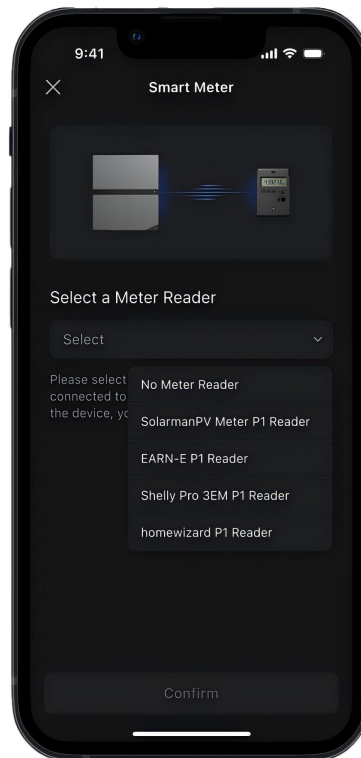 9:41
Smart Meter
Select a Meter Reader
Select
Please select
connected to
the device, yo
No Meter Reader
SolarmanPV Meter P1 Reader
EARN-E P1 Reader
Shelly Pro 3EM P1 Reader
homewizard P1 Reader
Confirm